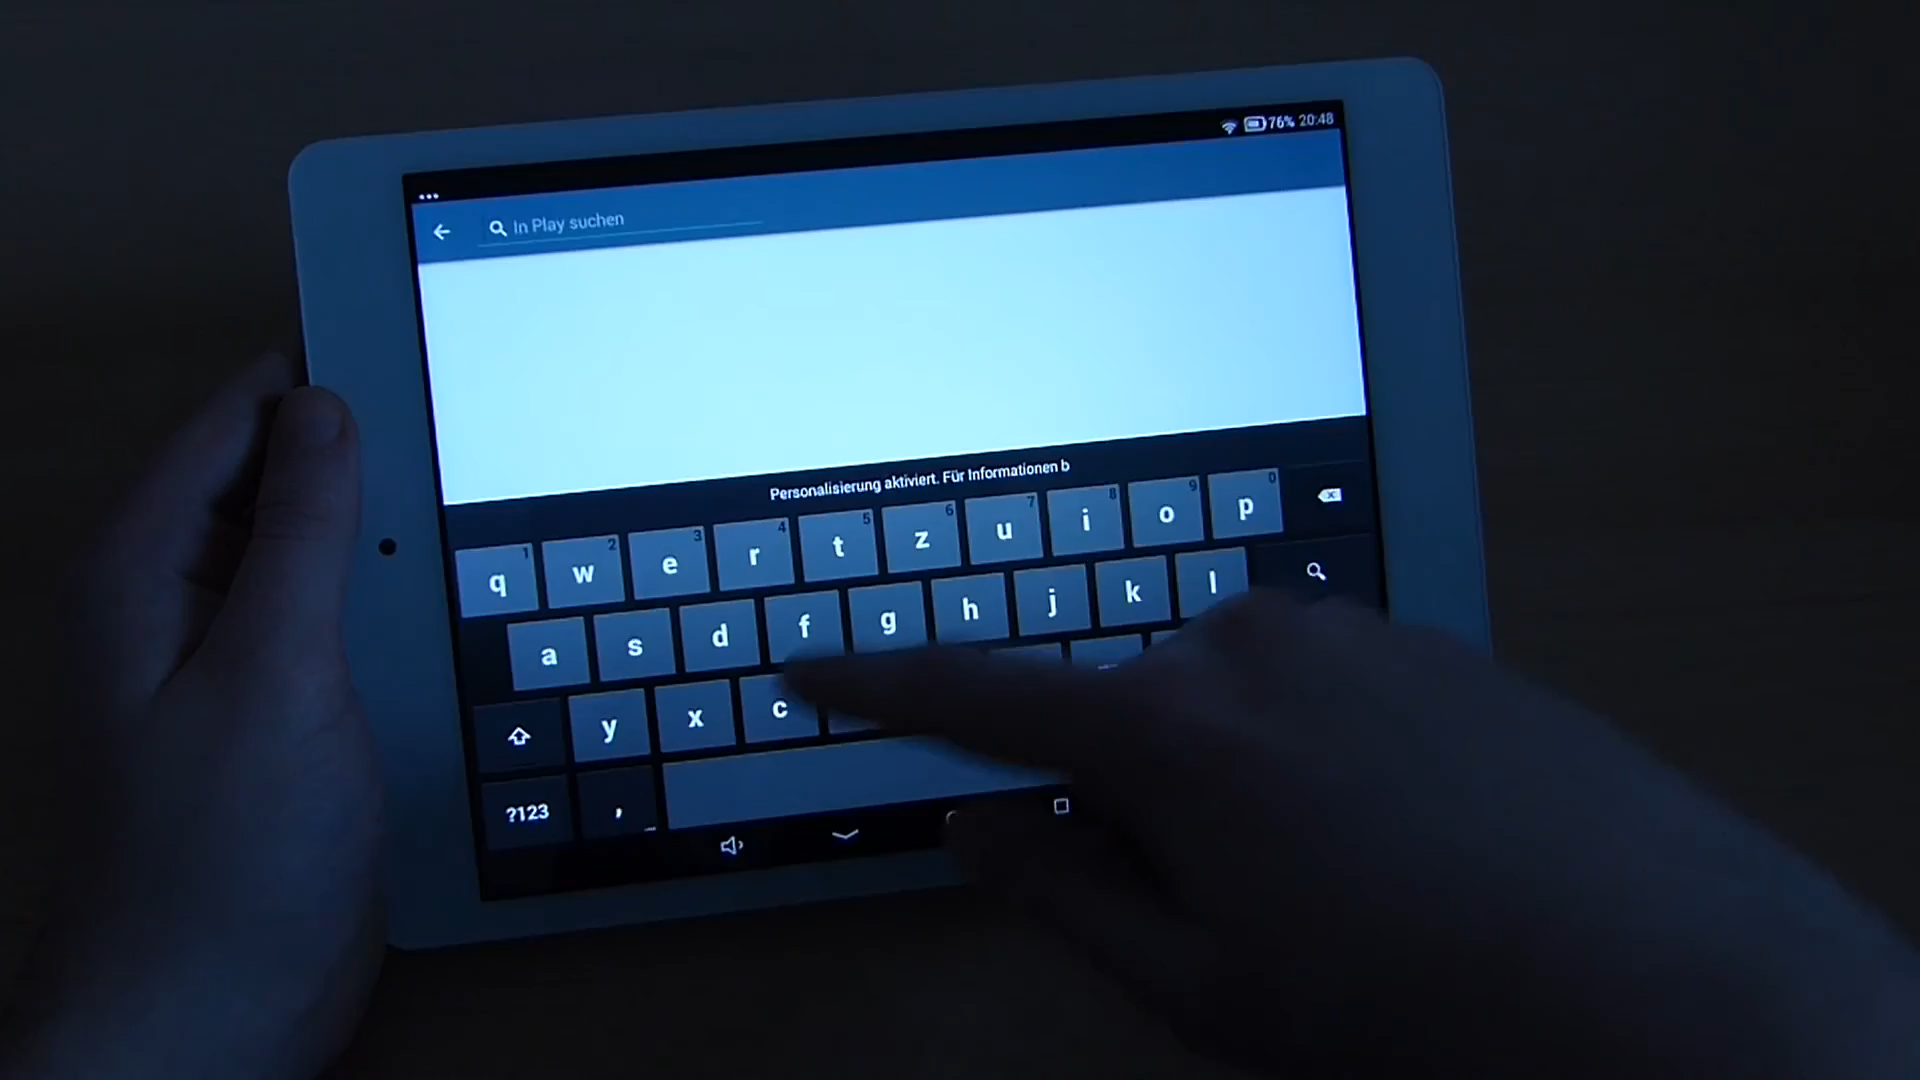 76% 20:48
In Play suchen
Personalisierung aktiviert. Für Informationen b
q 1 w 2 e 3 r 4 t 5 z 6 u 7 i 8 o 9 p 0
a s d f g h j k l
y x c
?123 ,